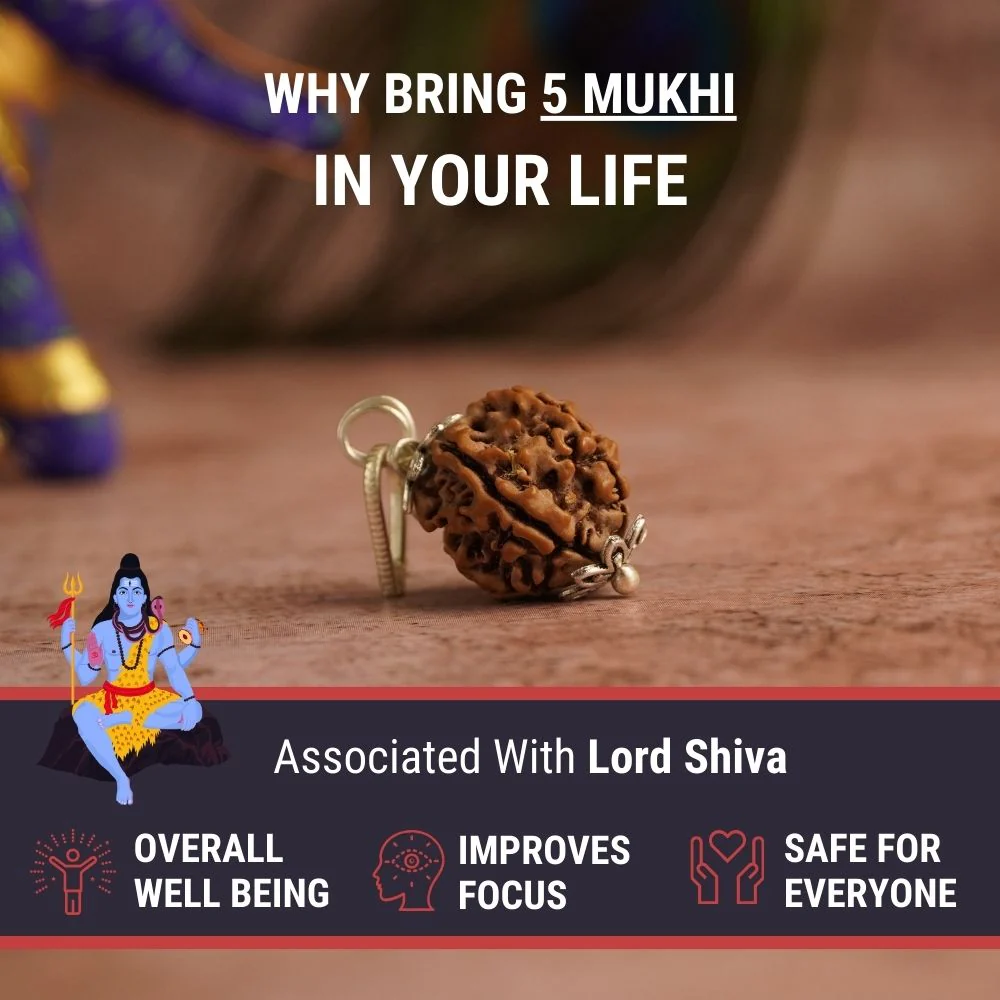 WHY BRING 5 MUKHI
IN YOUR LIFE
Associated With Lord Shiva
OVERALL
WELL BEING
IMPROVES
FOCUS
SAFE FOR
EVERYONE